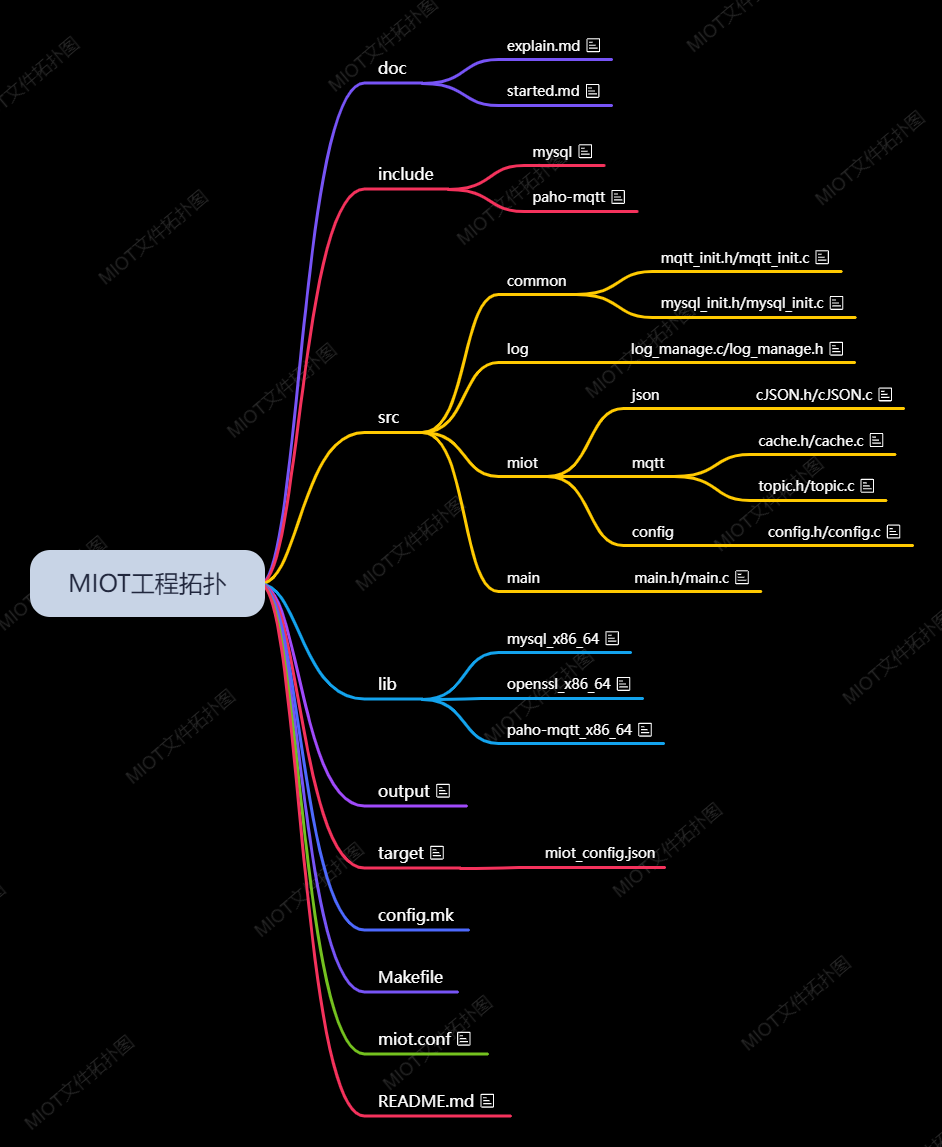 MIOT工程拓扑
doc
explain.md
started.md
include
mysql
paho-mqtt
src
common
mqtt_init.h/mqtt_init.c
mysql_init.h/mysql_init.c
log
log_manage.c/log_manage.h
miot
json
cJSON.h/cJSON.c
mqtt
cache.h/cache.c
topic.h/topic.c
config
config.h/config.c
main
main.h/main.c
lib
mysql_x86_64
openssl_x86_64
paho-mqtt_x86_64
output
target
miot_config.json
config.mk
Makefile
miot.conf
README.md
MIOT文件拓扑图